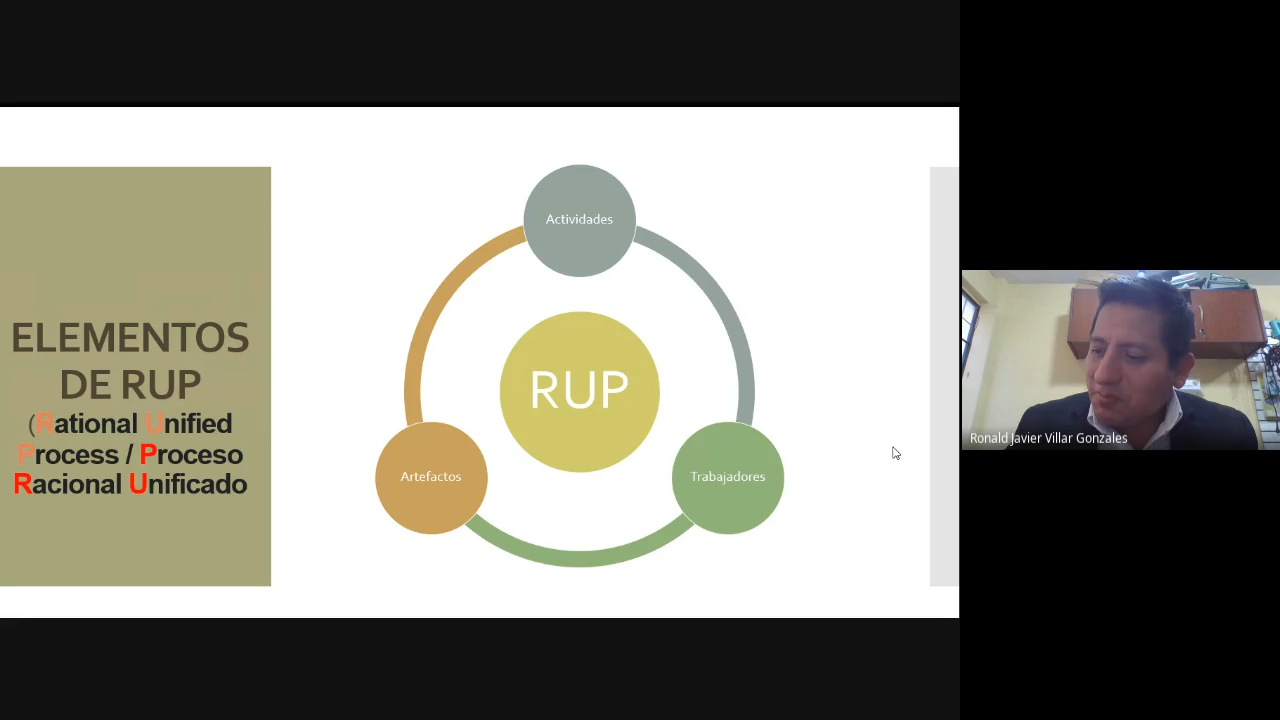 ELEMENTOS
DE RUP
(Rational Unified
Process / Proceso
Racional Unificado
Actividades
RUP
Artefactos
Trabajadores
Ronald Javier Villar Gonzales